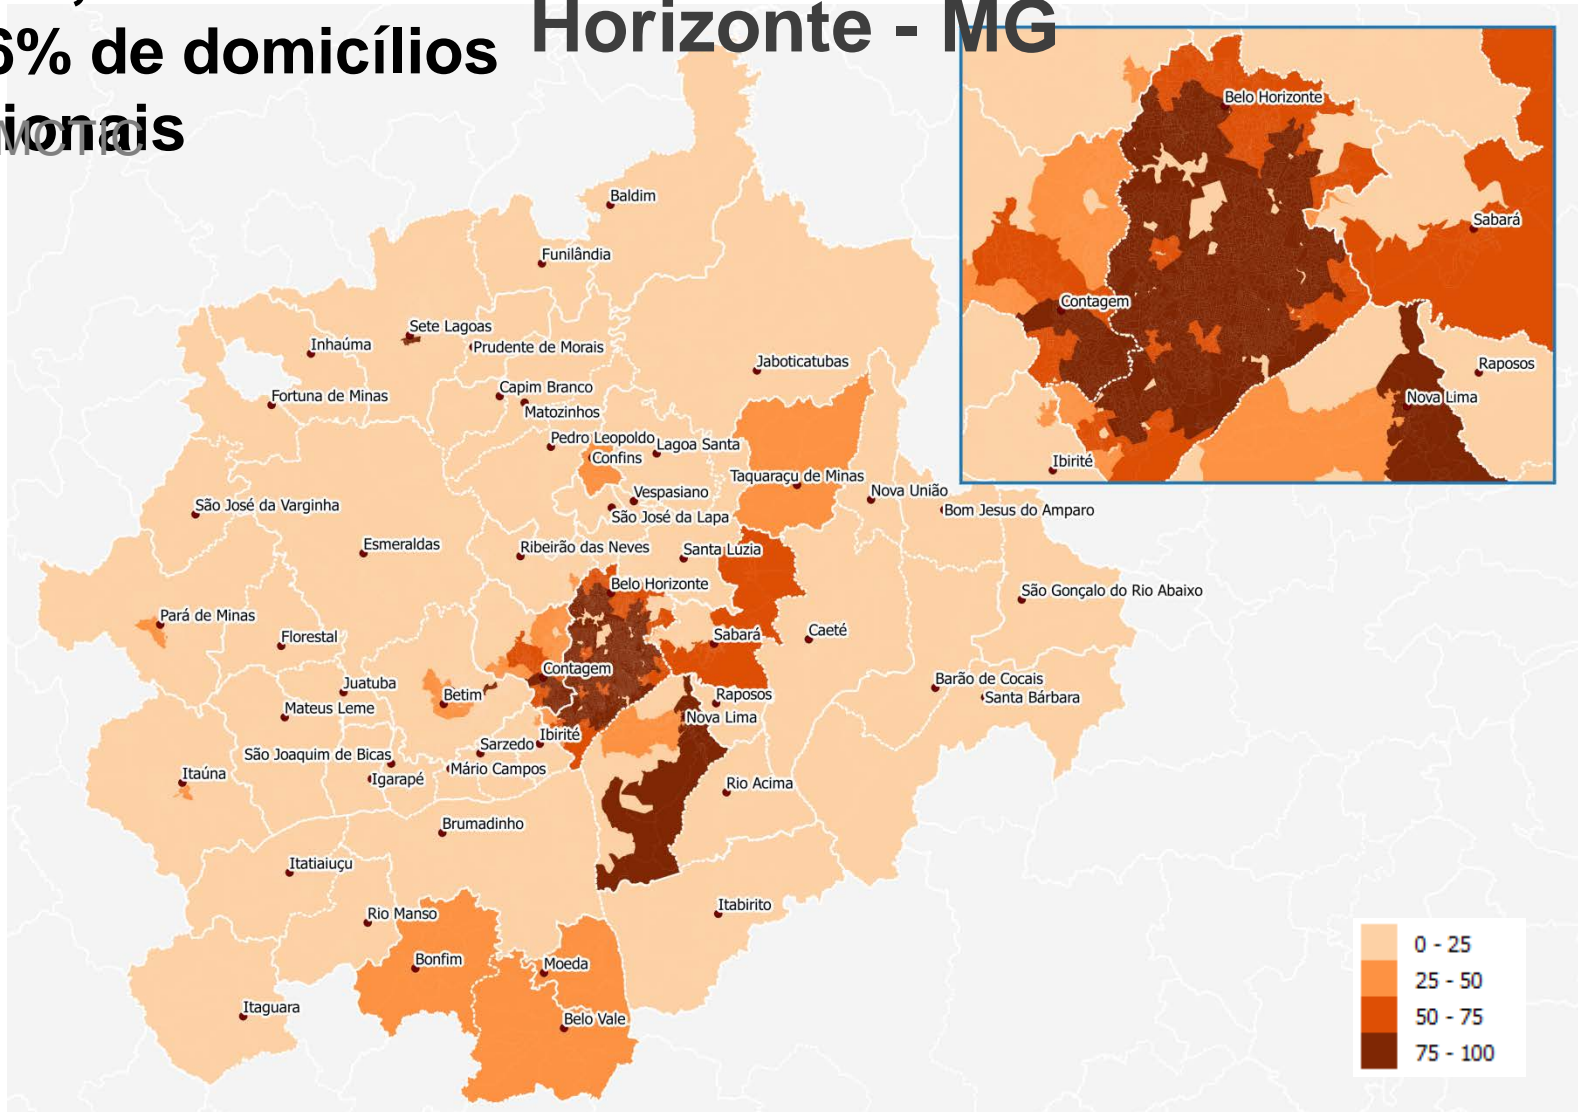 Horizonte - MG
6% de domicílios
ionais
MCTIC
Belo Horizonte
Sabará
Contagem
Raposos
Nova Lima
Ibirité
Baldim
Funilândia
Sete Lagoas
Inhaúma
Prudente de Morais
Jaboticatubas
Capim Branco
Fortuna de Minas
Matozinhos
Pedro Leopoldo
Lagoa Santa
Confins
Taquaraçu de Minas
Vespasiano
Nova União
São José da Varginha
Bom Jesus do Amparo
São José da Lapa
Esmeraldas
Ribeirão das Neves
Santa Luzia
Belo Horizonte
São Gonçalo do Rio Abaixo
Pará de Minas
Florestal
Sabará
Caeté
Contagem
Juatuba
Betim
Raposos
Barão de Cocais
Santa Bárbara
Mateus Leme
Nova Lima
Ibirité
Sarzedo
São Joaquim de Bicas
Mário Campos
Itaúna
Igarapé
Rio Acima
Brumadinho
Itatiaiuçu
Itabirito
Rio Manso
Bonfim
Moeda
Itaguara
Belo Vale
0 - 25
25 - 50
50 - 75
75 - 100